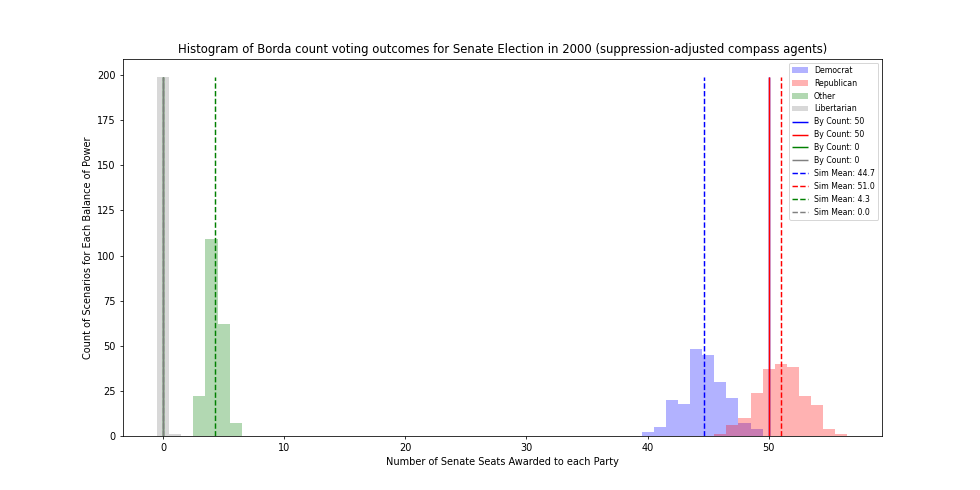 Histogram of Borda count voting outcomes for Senate Election in 2000 (suppression-adjusted compass agents)
Count of Scenarios for Each Balance of Power
200
175
150
125
100
75
50
25
0
0
10
20
30
40
50
Number of Senate Seats Awarded to each Party
Democrat
Republican
Other
Libertarian
By Count: 50
By Count: 50
By Count: 0
By Count: 0
Sim Mean: 44.7
Sim Mean: 51.0
Sim Mean: 4.3
Sim Mean: 0.0